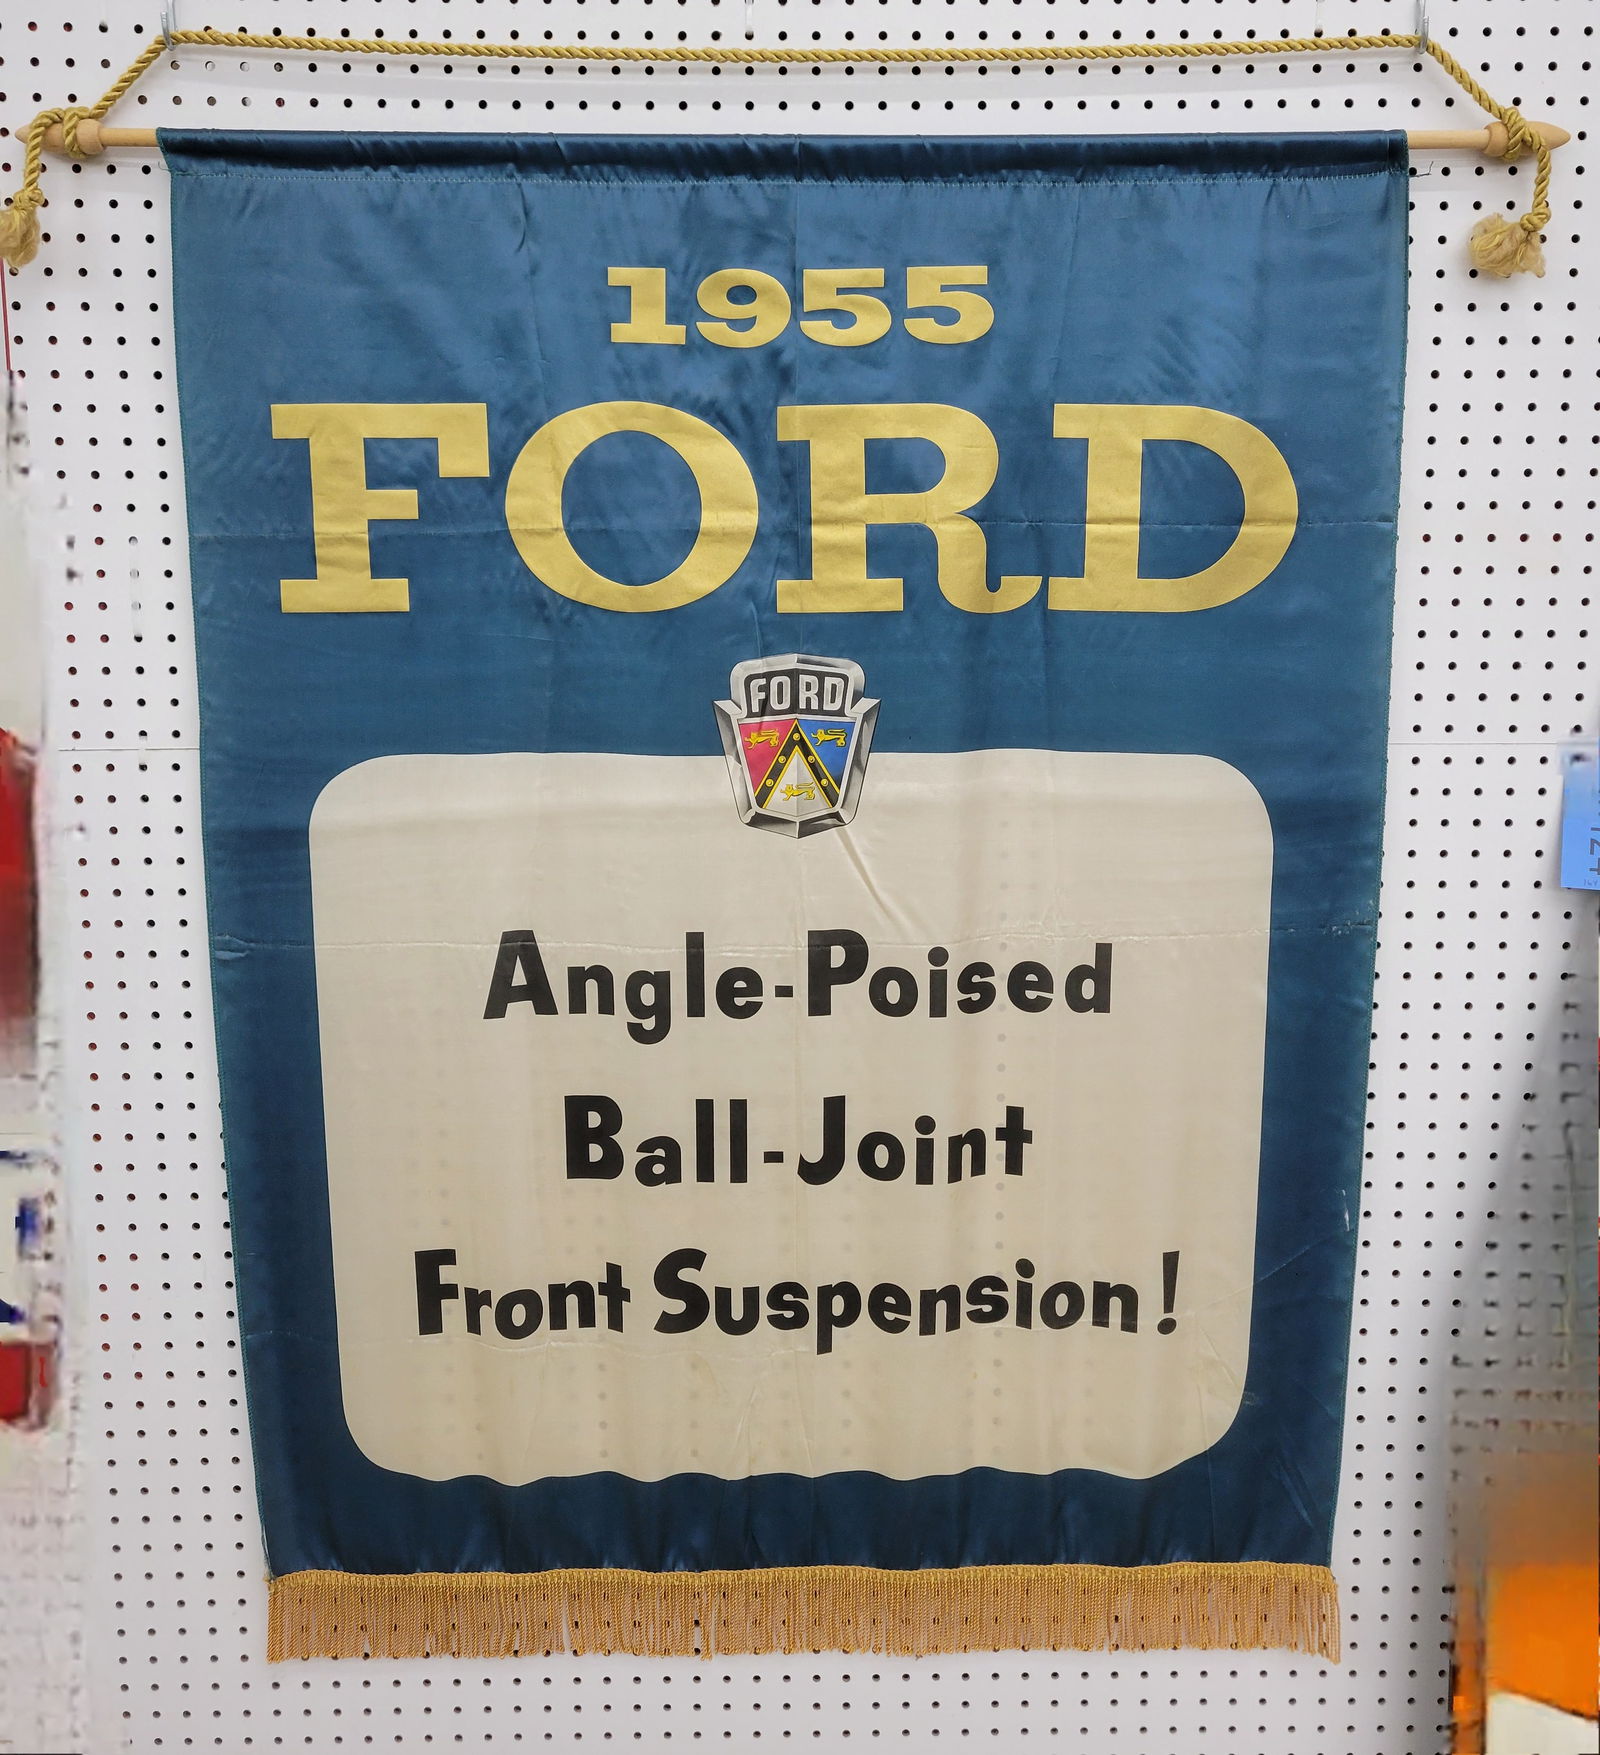 1955
FORD
FORD
Angle-Poised
Ball-Joint
Front Suspension!